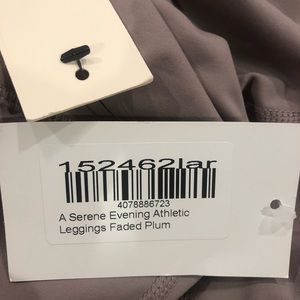 152462lar
4078886723
A Serene Evening Athletic
Leggings Faded Plum